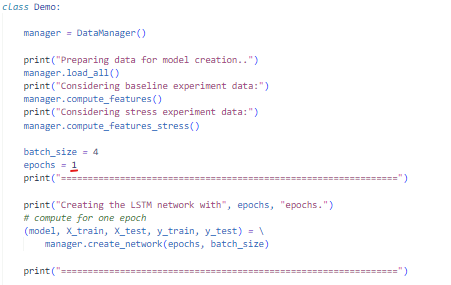 class Demo:
manager = DataManager()
print("Preparing data for model creation..")
manager.load_all()
print("Considering baseline experiment data:")
manager.compute_features()
print("Considering stress experiment data:")
manager.compute_features_stress()
batch_size = 4
epochs = 1
print("=================================================================")
print("Creating the LSTM network with", epochs, "epochs.")
# compute for one epoch
(model, X_train, X_test, y_train, y_test) = \
manager.create_network(epochs, batch_size)
print("=================================================================")